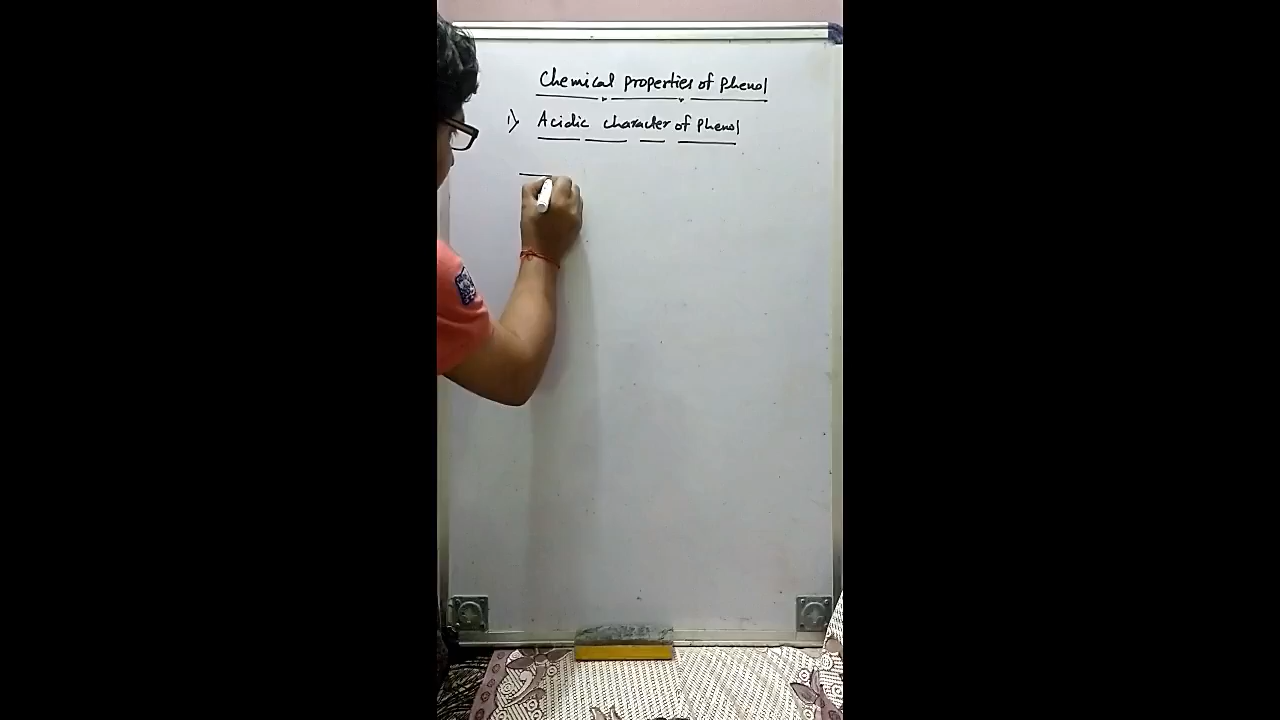 Chemical properties of phenol
1) Acidic character of phenol